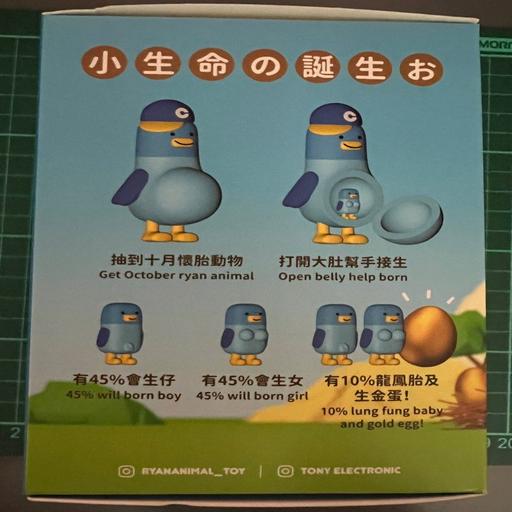 小生命の誕生お
C
C
抽到十月懷胎動物
Get October ryan animal
打開大肚幫手接生
Open belly help born
有45%會生仔
45% will born boy
有45%會生女
45% will born girl
有10%龍鳳胎及
生金蛋!
10% lung fung baby
and gold egg!
RYANANIMAL_TOY | TONY ELECTRONIC
2